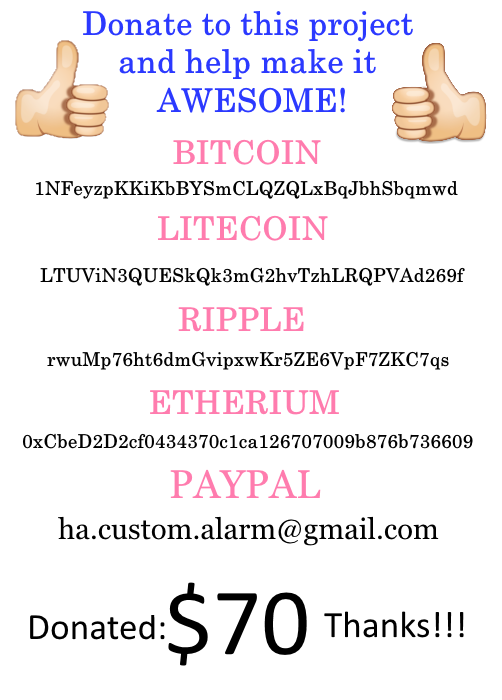 Donate to this project
and help make it
AWESOME!
BITCOIN
1NFeyzpKKiKbBYSmCLQZQLxBqJbhSbqmwd
LITECOIN
LTUViN3QUESkQk3mG2hvTzhLRQPVAd269f
RIPPLE
rwuMp76ht6dmGvipxwKr5ZE6VpF7ZKC7qs
ETHERIUM
0xCbeD2D2cf0434370c1ca126707009b876b736609
PAYPAL
ha.custom.alarm@gmail.com
Donated: $70 Thanks!!!